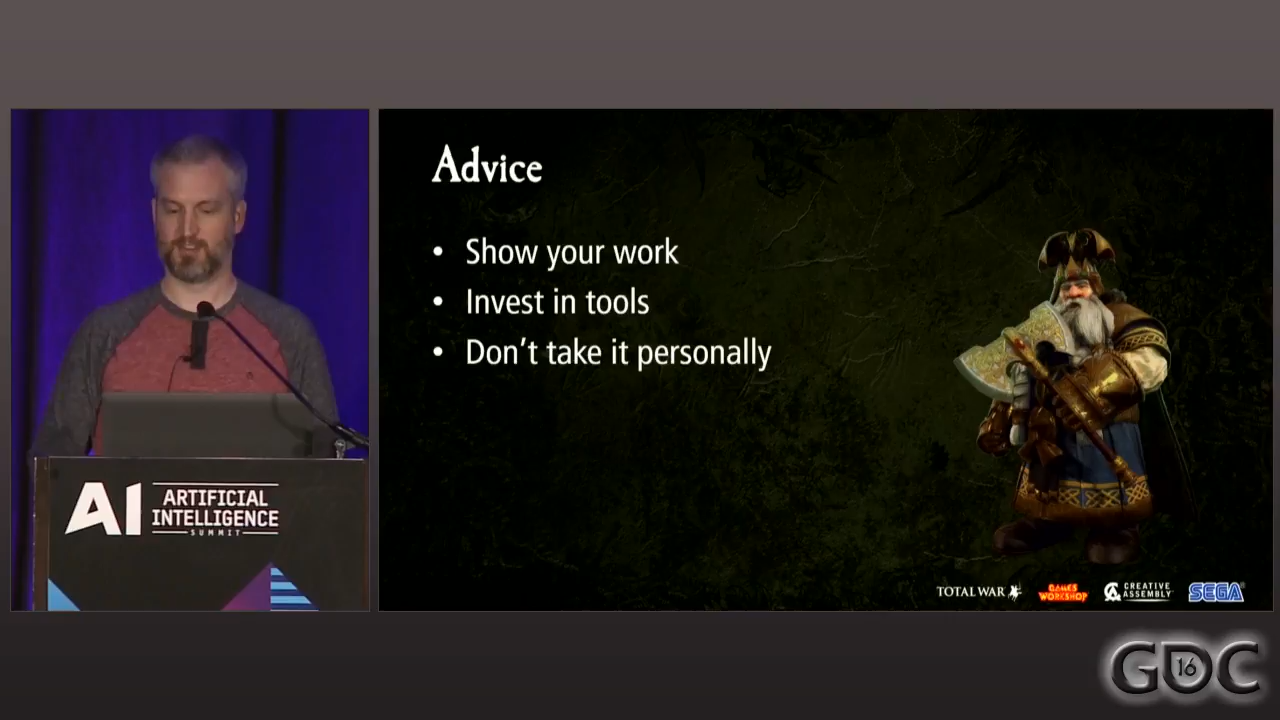 Advice
• Show your work
• Invest in tools
• Don't take it personally
AI ARTIFICIAL
INTELLIGENCE
SUMMIT
TOTAL WAR
GAMES
WORKSHOP
CREATIVE
ASSEMBLY
SEGA
GDC
16